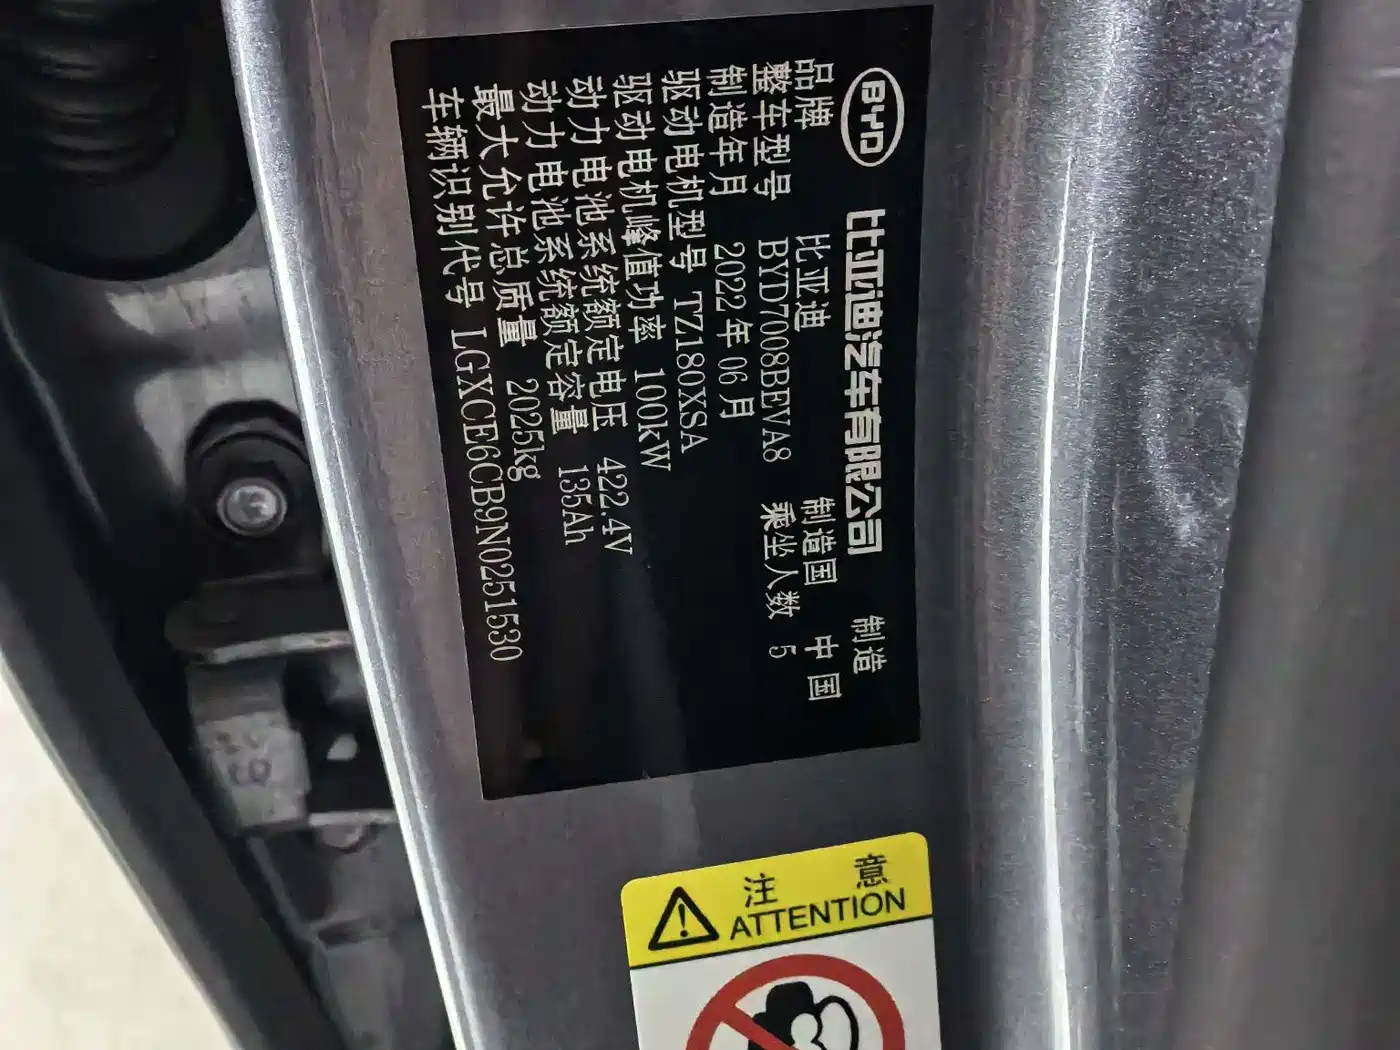 BYD 比亚迪汽车有限公司 制造
品牌 比亚迪 制造国 中国
整车型号 BYD7008BEVA8 乘坐人数 5
制造年月 2022年06月
驱动电机型号 TZ180XSA
驱动电机峰值功率 100kW
动力电池系统额定电压 422.4V
动力电池系统额定容量 135Ah
最大允许总质量 2025kg
车辆识别代号 LGXCE6CB9N0251530
注意
ATTENTION